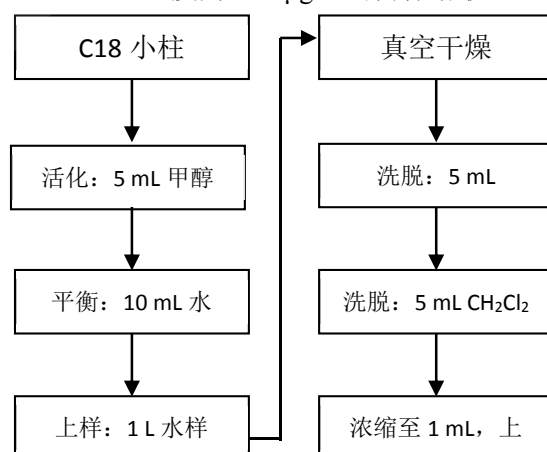 C18 小柱
活化：5 mL 甲醇
平衡：10 mL 水
上样：1 L 水样
真空干燥
洗脱：5 mL
洗脱：5 mL CH₂Cl₂
浓缩至 1 mL，上